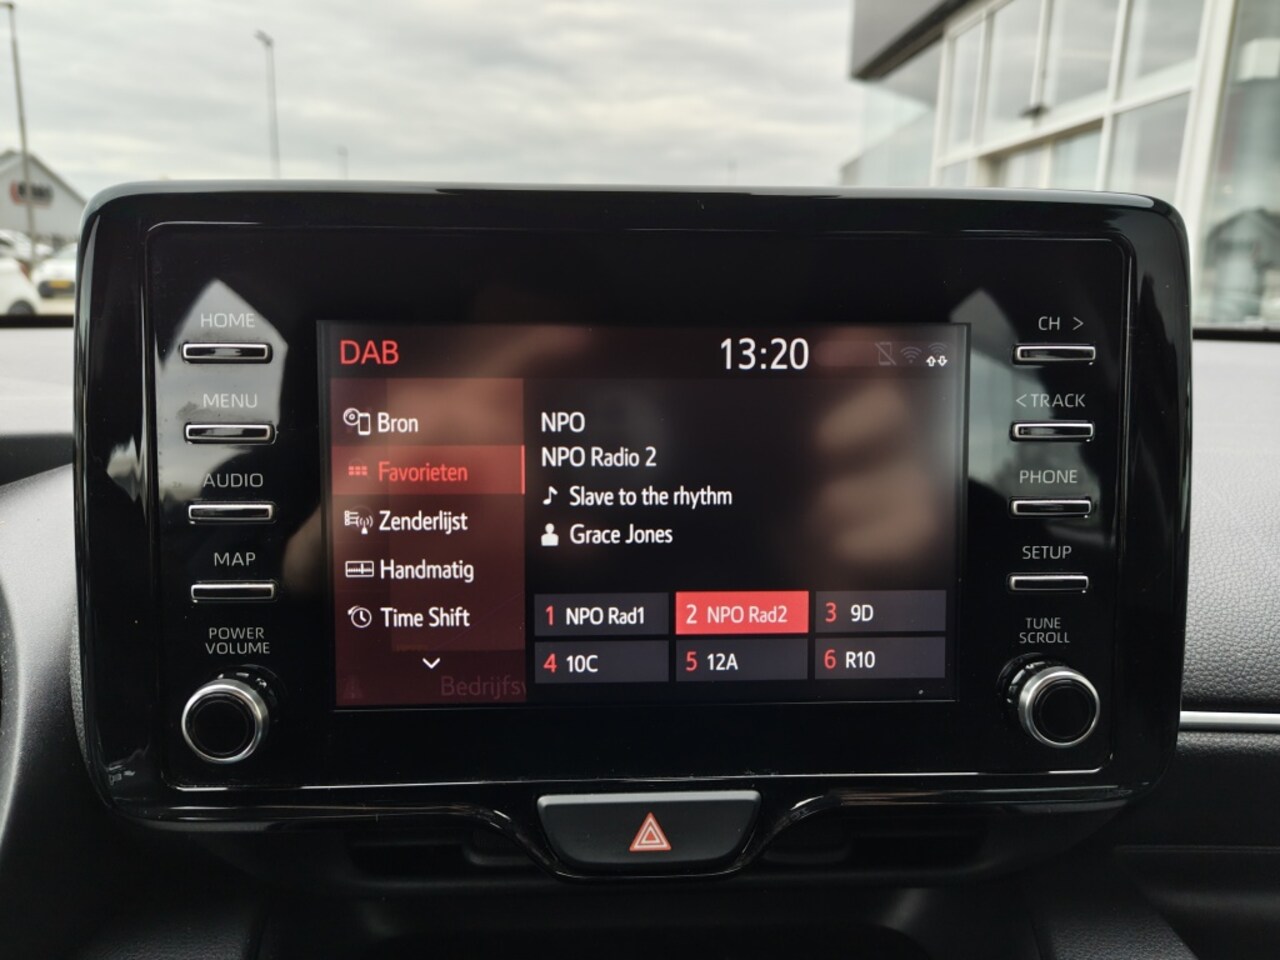 HOME
MENU
AUDIO
MAP
POWER
VOLUME
DAB
13:20
Bron
Favorieten
Zenderlijst
Handmatig
Time Shift
NPO
NPO Radio 2
Slave to the rhythm
Grace Jones
1 NPO Rad1
2 NPO Rad2
3 9D
4 10C
5 12A
6 R10
CH >
< TRACK
PHONE
SETUP
TUNE
SCROLL